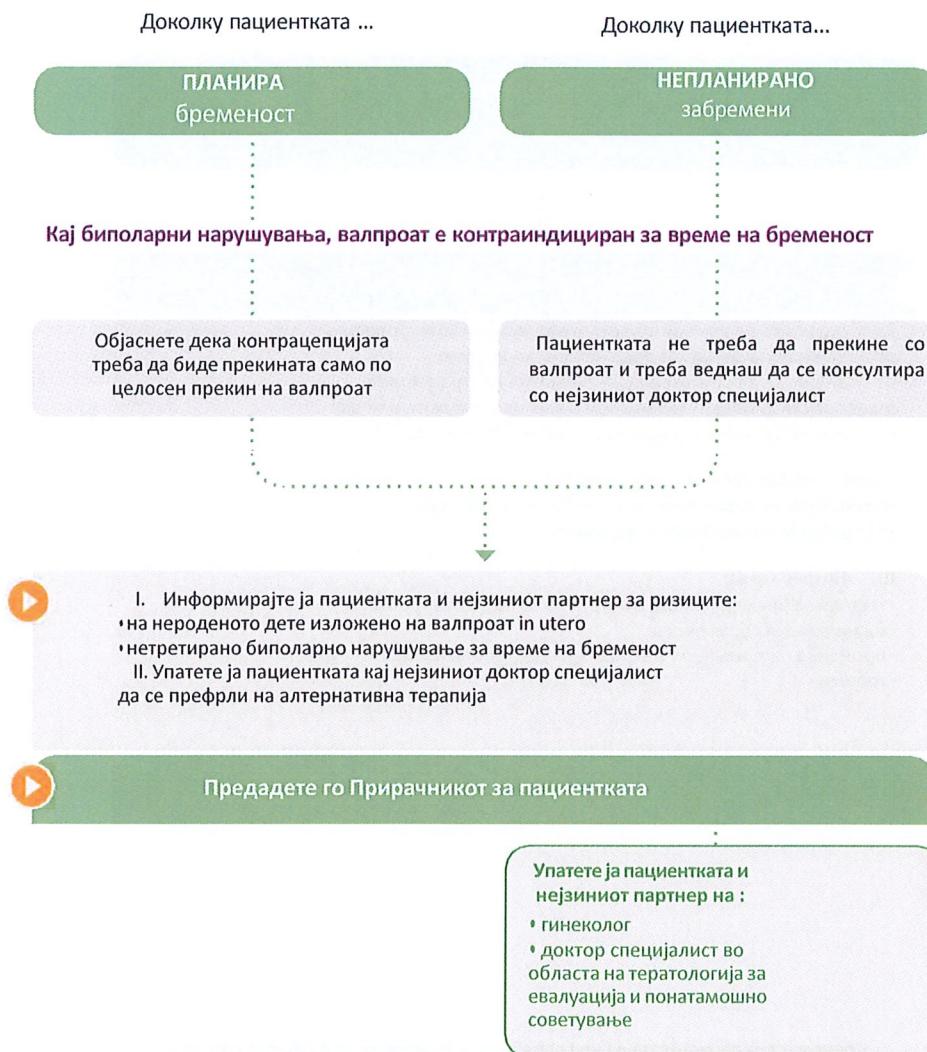 Доколку пациентката ...
Доколку пациентката...
ПЛАНИРА
бременост
НЕПЛАНИРАНО
забремени
Кај биполарни нарушувања, валпроат е контраиндициран за време на бременост
Објаснете дека контрацепцијата
треба да биде прекината само по
целосен прекин на валпроат
Пациентката не треба да прекине со
валпроат и треба веднаш да се консултира
со нејзиниот доктор специјалист
I. Информирајте ја пациентката и нејзиниот партнер за ризиците:
•на нероденото дете изложено на валпроат in utero
•нетретирано биполарно нарушување за време на бременост
II. Упатете ја пациентката кај нејзиниот доктор специјалист
да се префрли на алтернативна терапија
Предадете го Прирачникот за пациентката
Упатете ја пациентката и
нејзиниот партнер на :
• гинеколог
• доктор специјалист во
областа на тератологија за
евалуација и понатамошно
советување